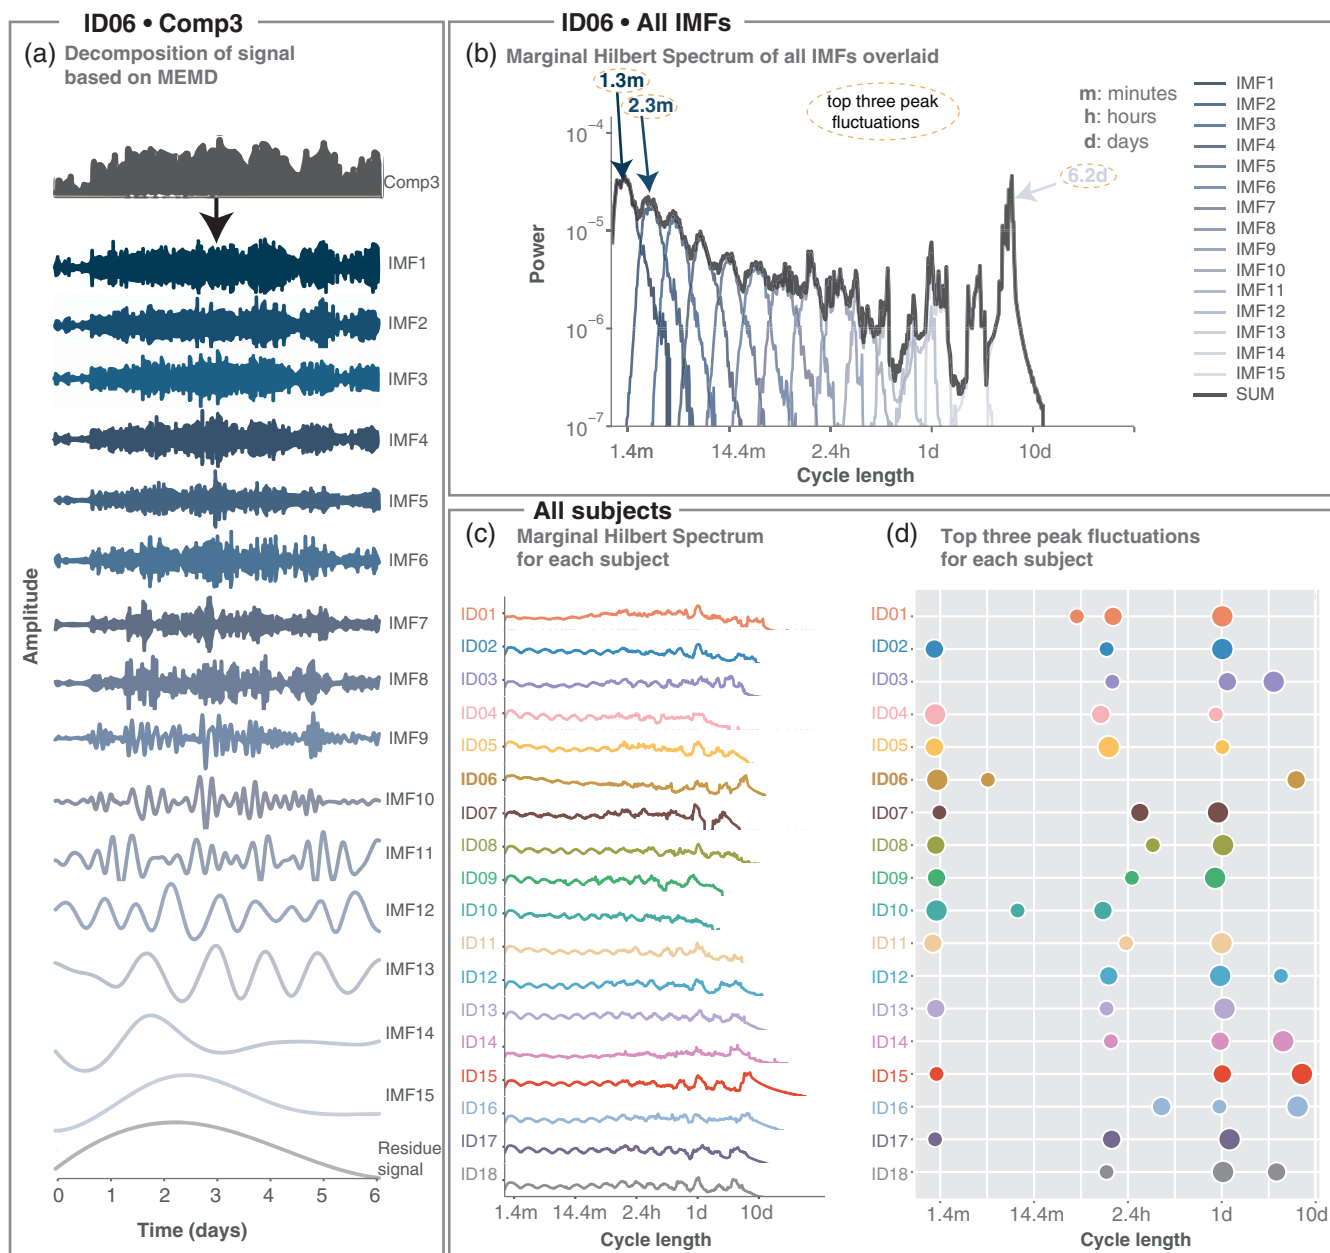 ID06 • Comp3
(a) Decomposition of signal
based on MEMD
Comp3
IMF1
IMF2
IMF3
IMF4
IMF5
IMF6
IMF7
IMF8
IMF9
IMF10
IMF11
IMF12
IMF13
IMF14
IMF15
Residue
signal
Amplitude
0 1 2 3 4 5 6
Time (days)
ID06 • All IMFs
(b) Marginal Hilbert Spectrum of all IMFs overlaid
1.3m
2.3m
top three peak
fluctuations
m: minutes
h: hours
d: days
6.2d
IMF1
IMF2
IMF3
IMF4
IMF5
IMF6
IMF7
IMF8
IMF9
IMF10
IMF11
IMF12
IMF13
IMF14
IMF15
SUM
Power
10⁻⁴
10⁻⁵
10⁻⁶
10⁻⁷
1.4m 14.4m 2.4h 1d 10d
Cycle length
All subjects
(c) Marginal Hilbert Spectrum
for each subject
ID01
ID02
ID03
ID04
ID05
ID06
ID07
ID08
ID09
ID10
ID11
ID12
ID13
ID14
ID15
ID16
ID17
ID18
1.4m 14.4m 2.4h 1d 10d
Cycle length
(d) Top three peak fluctuations
for each subject
ID01
ID02
ID03
ID04
ID05
ID06
ID07
ID08
ID09
ID10
ID11
ID12
ID13
ID14
ID15
ID16
ID17
ID18
1.4m 14.4m 2.4h 1d 10d
Cycle length